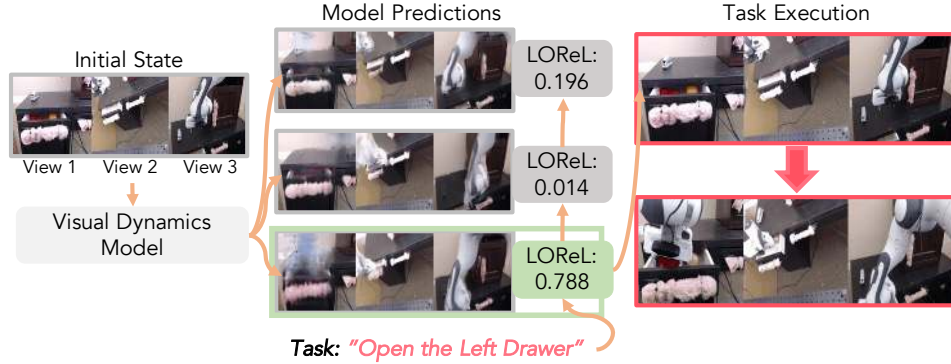 Model Predictions
Task Execution
Initial State
View 1 View 2 View 3
Visual Dynamics
Model
LOReL:
0.196
LOReL:
0.014
LOReL:
0.788
Task: "Open the Left Drawer"